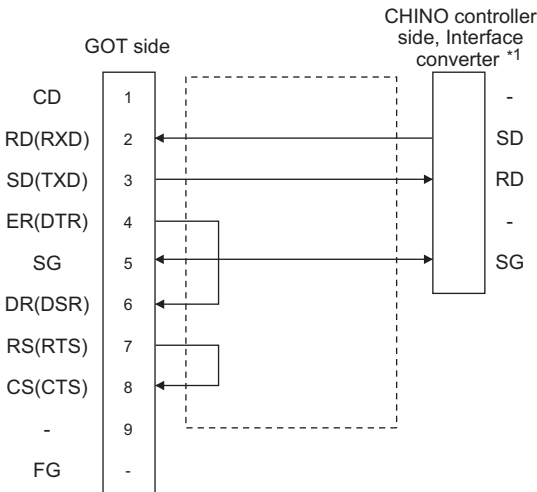 CHINO controller
side, Interface
converter *1
GOT side
CD 1 -
RD(RXD) 2 SD
SD(TXD) 3 RD
ER(DTR) 4 -
SG 5 SG
DR(DSR) 6
RS(RTS) 7
CS(CTS) 8
- 9
FG -